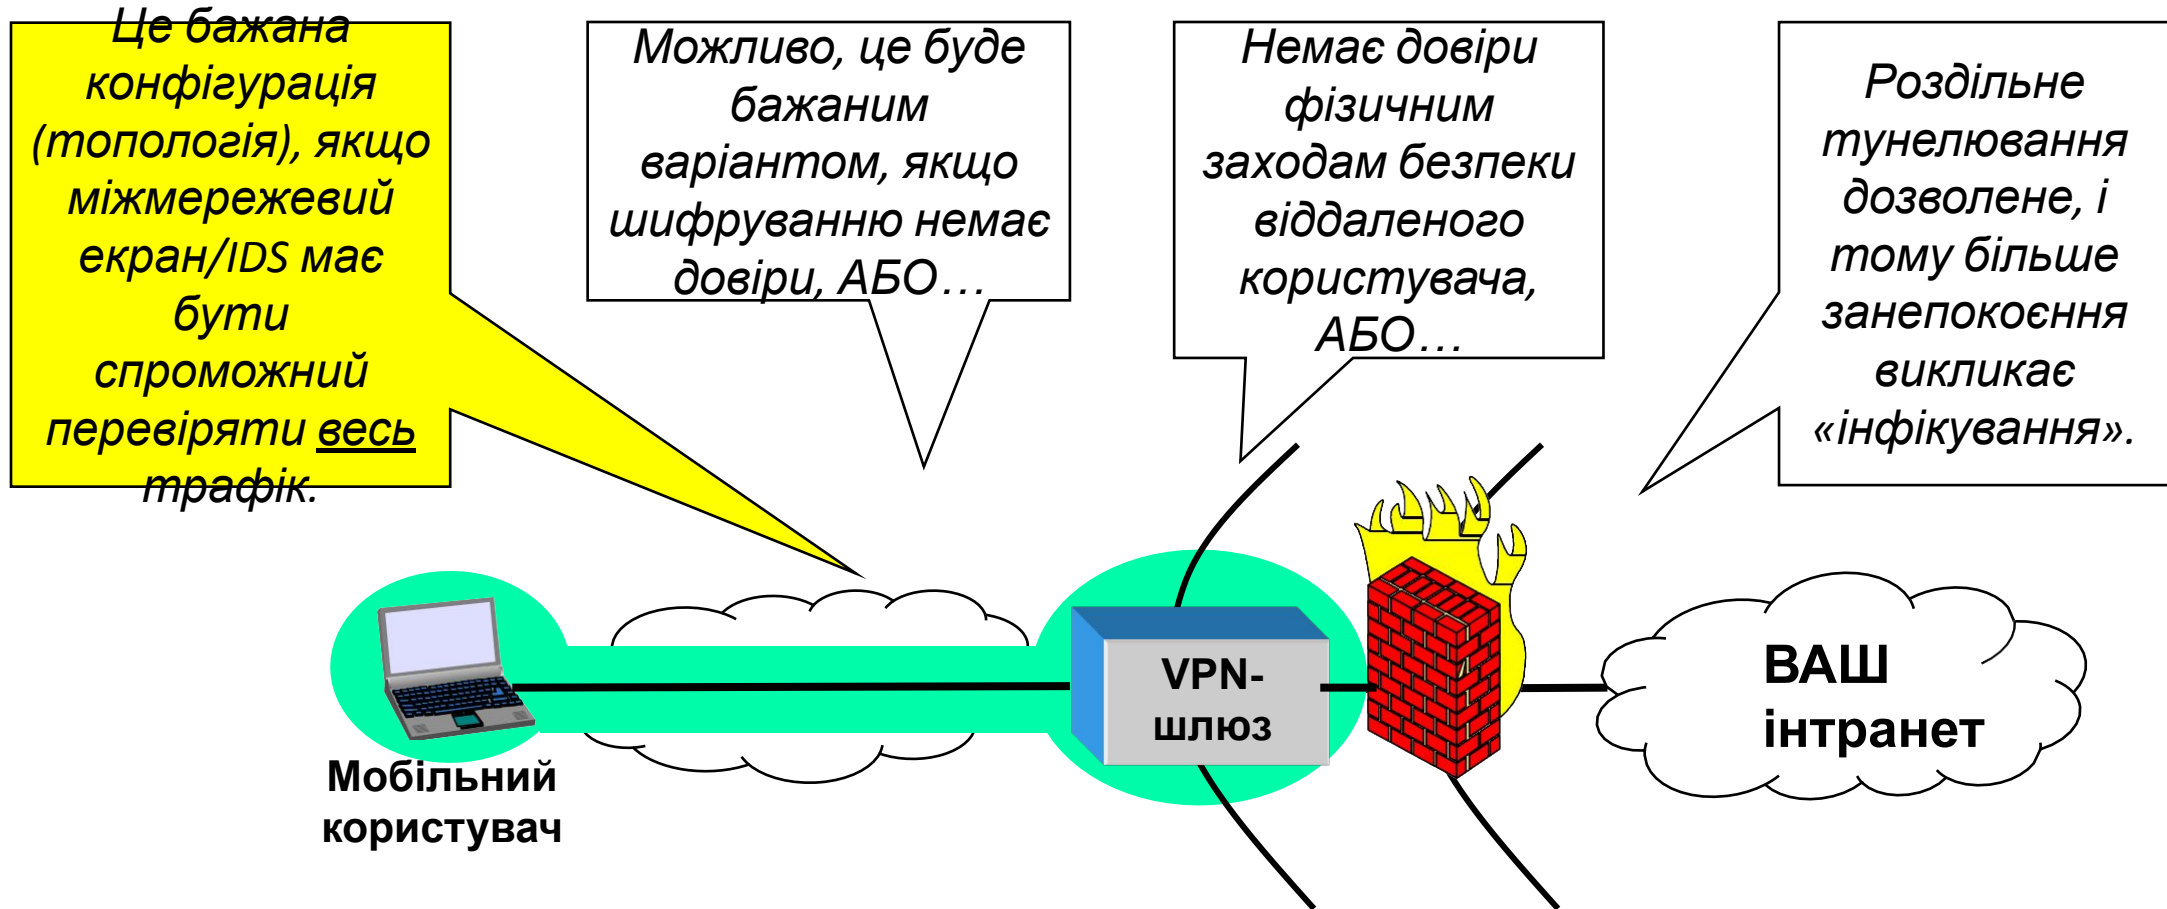 Це бажана
конфігурація
(топологія), якщо
міжмережевий
екран/IDS має
бути
спроможний
перевіряти весь
трафік.
Можливо, це буде
бажаним
варіантом, якщо
шифруванню немає
довіри, АБО…
Немає довіри
фізичним
заходам безпеки
віддаленого
користувача,
АБО…
Роздільне
тунелювання
дозволене, і
тому більше
занепокоєння
викликає
«інфікування».
Мобільний
користувач
VPN-
шлюз
ВАШ
інтранет